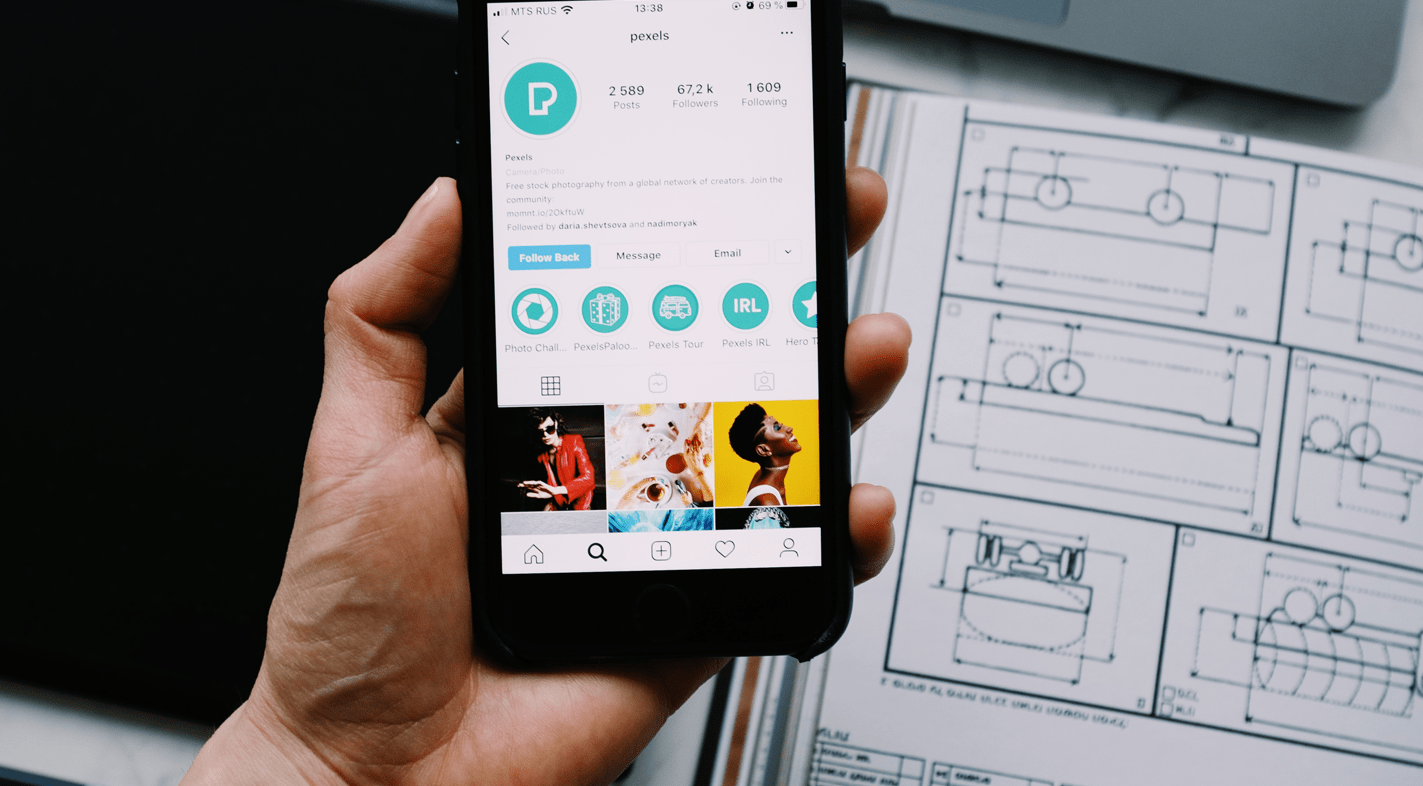 MTS RUS 13:38 69 %
pexels
2 589 67,2 k 1 609
Posts Followers Following
Pexels
Camera/Photo
Free stock photography from a global network of creators. Join the
community:
momnt.io/2OkftuW
Followed by daria.shevtsova and nadimoryak
Follow Back Message Email
IRL
Photo Chall... PexelsPaloo... Pexels Tour Pexels IRL Hero T